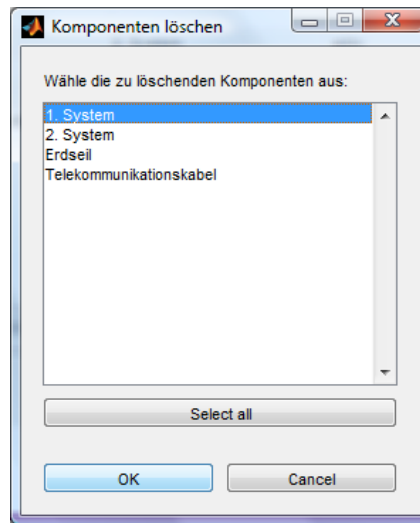 Komponenten löschen
Wähle die zu löschenden Komponenten aus:
1. System
2. System
Erdseil
Telekommunikationskabel
Select all
OK
Cancel